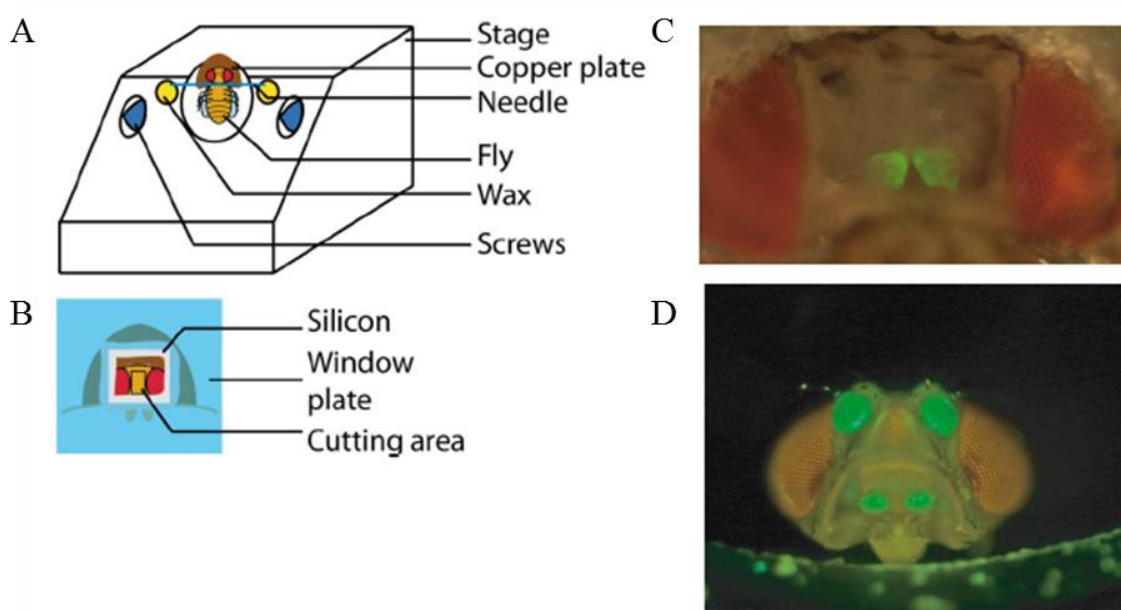 A
Stage
Copper plate
Needle
Fly
Wax
Screws
B
Silicon
Window
plate
Cutting area
C
D